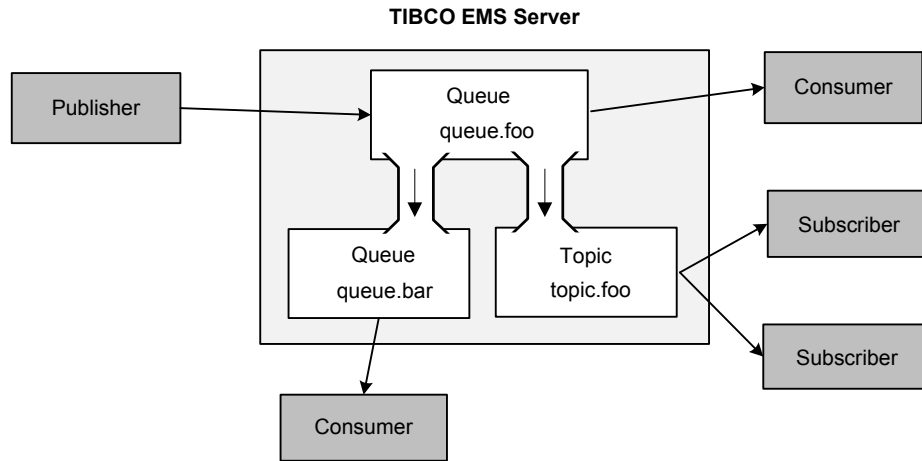 TIBCO EMS Server
Publisher
Queue
queue.foo
Consumer
Queue
queue.bar
Topic
topic.foo
Subscriber
Subscriber
Consumer